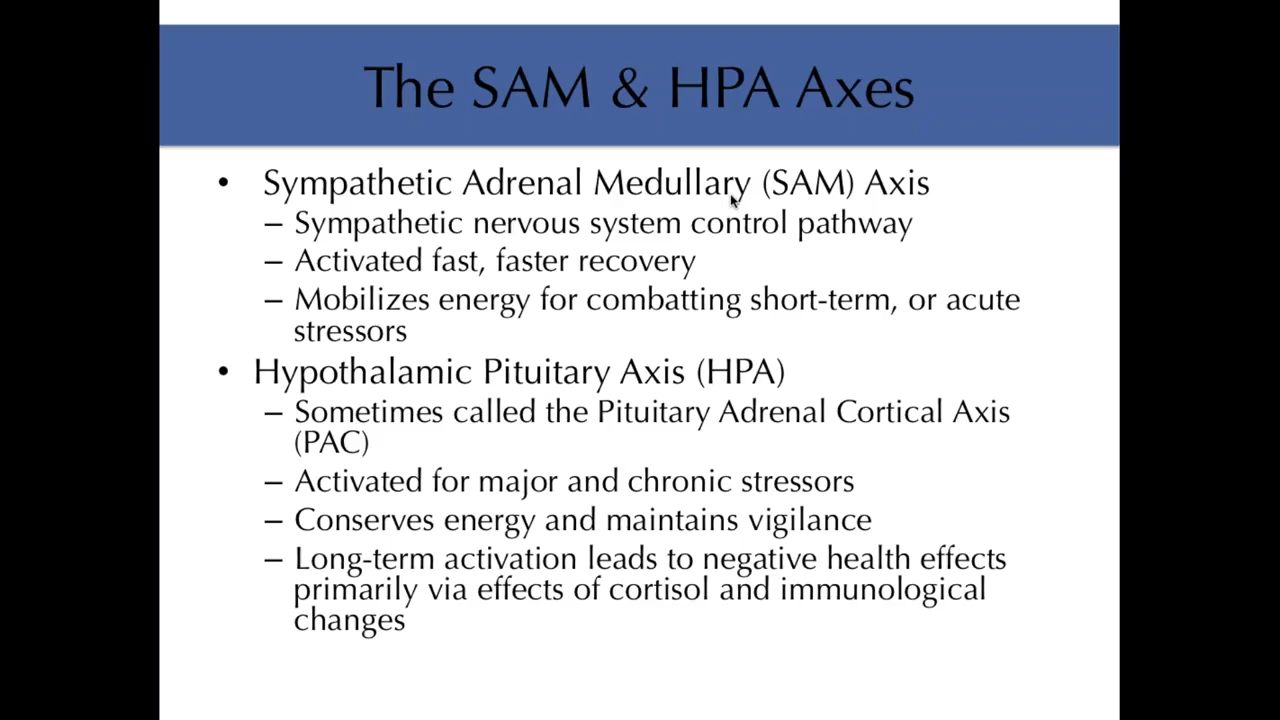 The SAM & HPA Axes
• Sympathetic Adrenal Medullary (SAM) Axis
– Sympathetic nervous system control pathway
– Activated fast, faster recovery
– Mobilizes energy for combatting short-term, or acute
stressors
• Hypothalamic Pituitary Axis (HPA)
– Sometimes called the Pituitary Adrenal Cortical Axis
(PAC)
– Activated for major and chronic stressors
– Conserves energy and maintains vigilance
– Long-term activation leads to negative health effects
primarily via effects of cortisol and immunological
changes